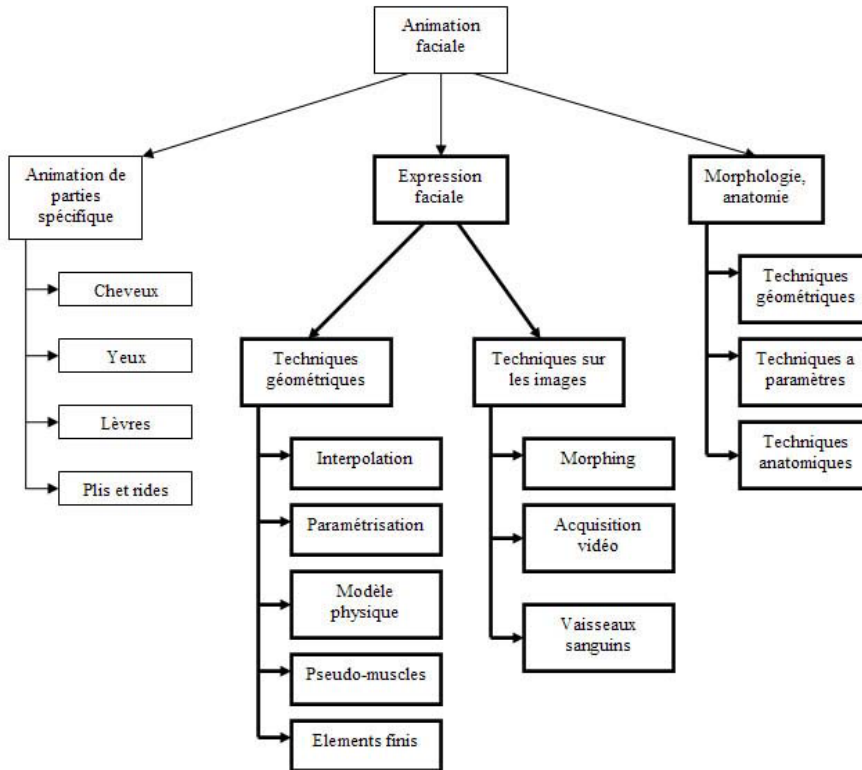 Animation
faciale
Animation de
parties
spécifique
Cheveux
Yeux
Lèvres
Plis et rides
Expression
faciale
Techniques
géométriques
Interpolation
Paramétrisation
Modèle
physique
Pseudo-muscles
Elements finis
Techniques sur
les images
Morphing
Acquisition
vidéo
Vaisseaux
sanguins
Morphologie,
anatomie
Techniques
géométriques
Techniques a
paramètres
Techniques
anatomiques